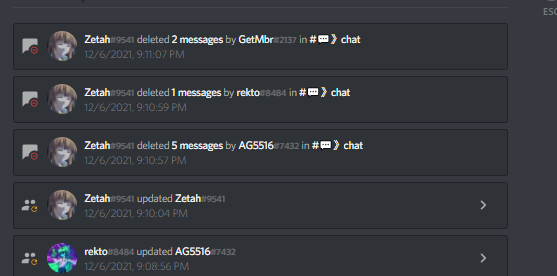 ESC
Zetah#9541 deleted 2 messages by GetMbr#2137 in #💬》chat
12/6/2021, 9:11:07 PM
Zetah#9541 deleted 1 messages by rekto#8484 in #💬》chat
12/6/2021, 9:10:59 PM
Zetah#9541 deleted 5 messages by AG5516#7432 in #💬》chat
12/6/2021, 9:10:57 PM
Zetah#9541 updated Zetah#9541
12/6/2021, 9:10:04 PM
rekto#8484 updated AG5516#7432
12/6/2021, 9:08:56 PM